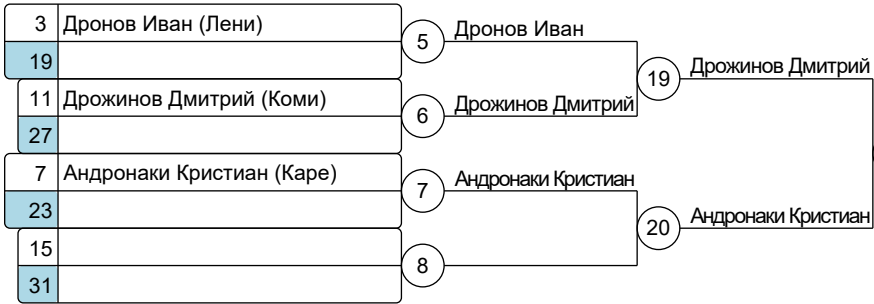 3 Дронов Иван (Лени)
19
11 Дрожинов Дмитрий (Коми)
27
7 Андронаки Кристиан (Каре)
23
15
31
5 Дронов Иван
6 Дрожинов Дмитрий
7 Андронаки Кристиан
8
19 Дрожинов Дмитрий
20 Андронаки Кристиан